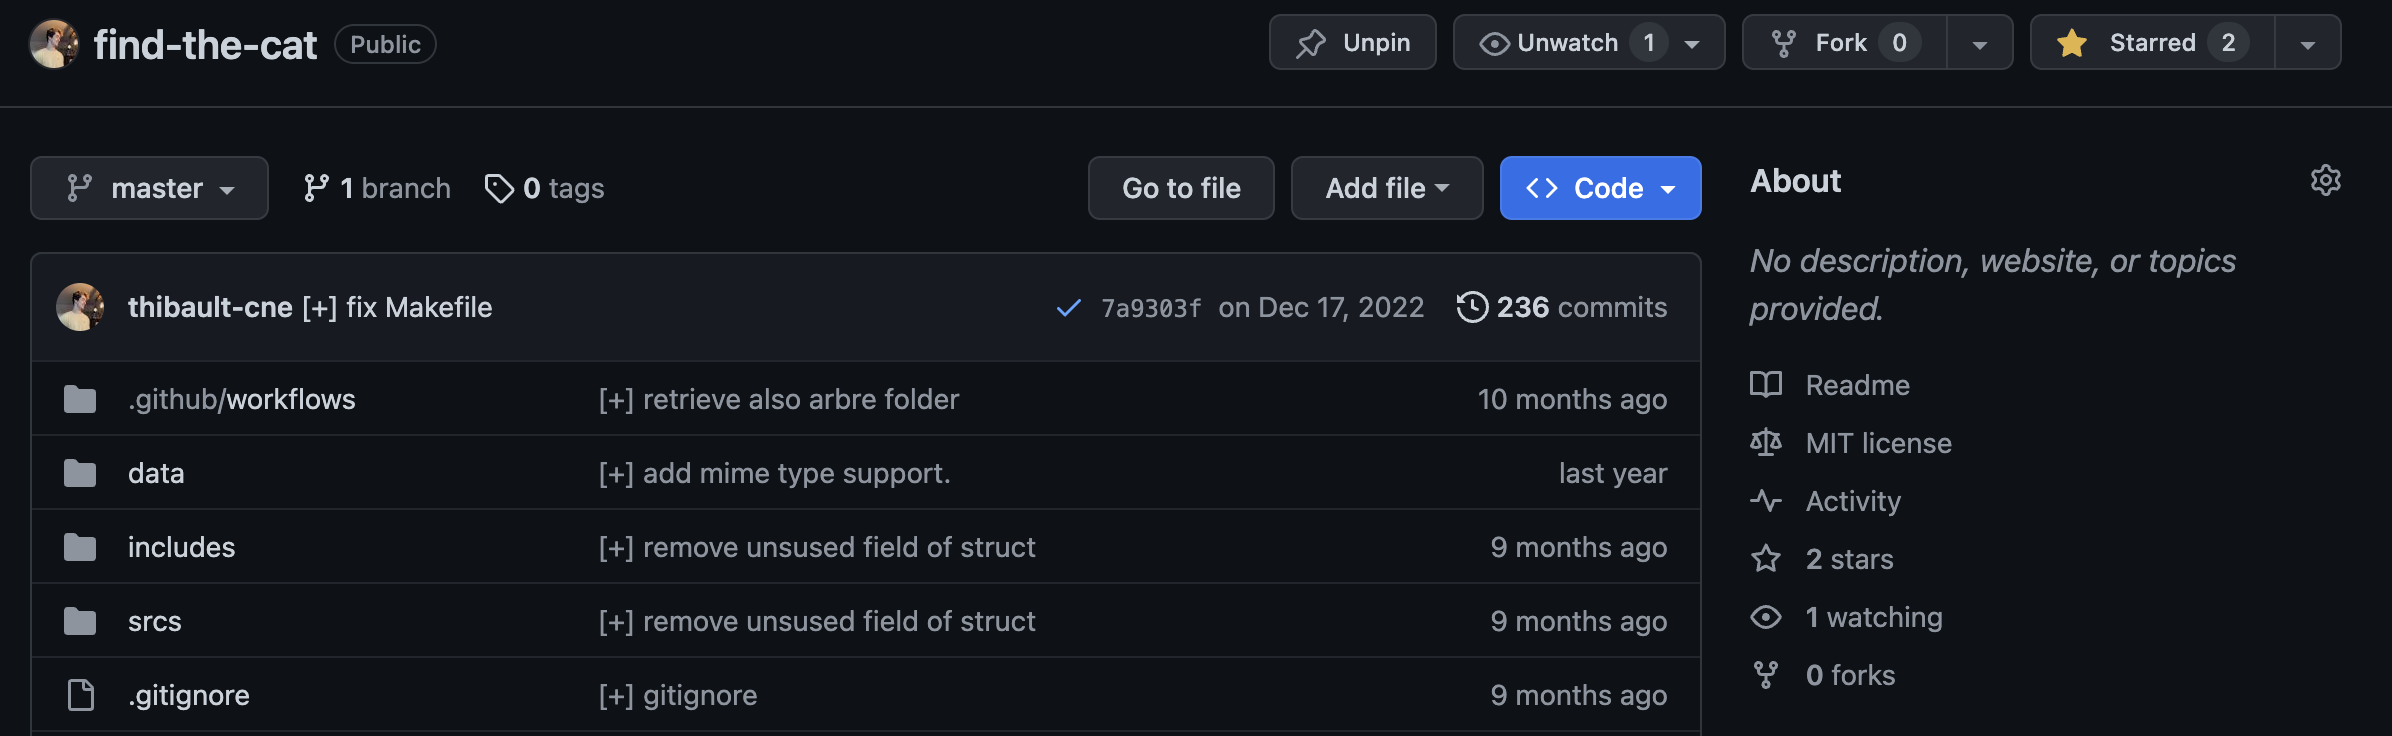 find-the-cat Public Unpin Unwatch 1 Fork 0 Starred 2
master 1 branch 0 tags Go to file Add file Code
thibault-cne [+] fix Makefile 7a9303f on Dec 17, 2022 236 commits
.github/workflows [+] retrieve also arbre folder 10 months ago
data [+] add mime type support. last year
includes [+] remove unsused field of struct 9 months ago
srcs [+] remove unsused field of struct 9 months ago
.gitignore [+] gitignore 9 months ago
About
No description, website, or topics
provided.
Readme
MIT license
Activity
2 stars
1 watching
0 forks